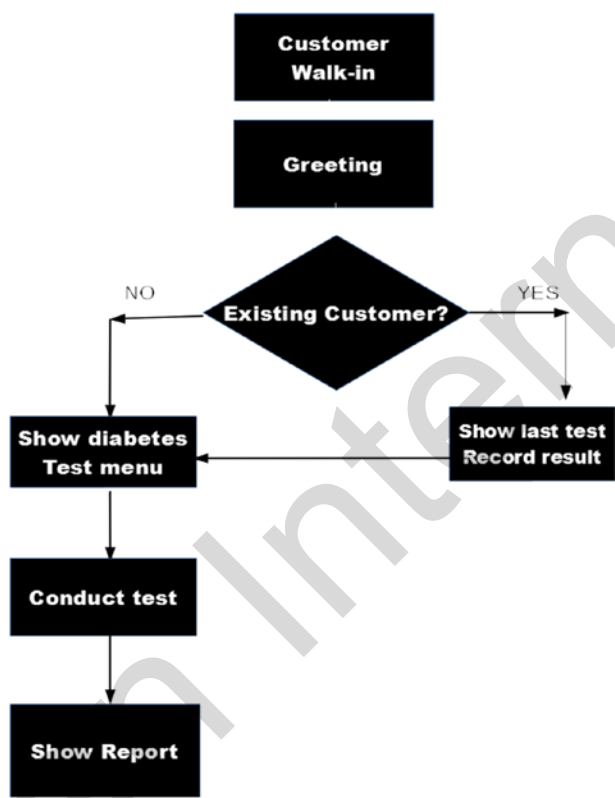 Customer
Walk-in
Greeting
Existing Customer?
NO
YES
Show diabetes
Test menu
Show last test
Record result
Conduct test
Show Report